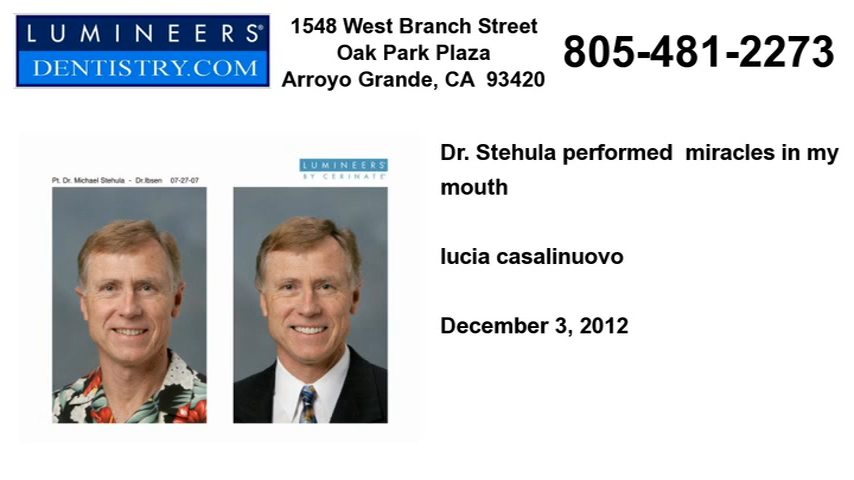 LUMINEERS®
DENTISTRY.COM
1548 West Branch Street
Oak Park Plaza
Arroyo Grande, CA  93420
805-481-2273
LUMINEERS®
BY CERINATE®
Pt. Dr. Michael Stehula  -  Dr.Ibsen    07-27-07
Dr. Stehula performed  miracles in my
mouth
lucia casalinuovo
December 3, 2012